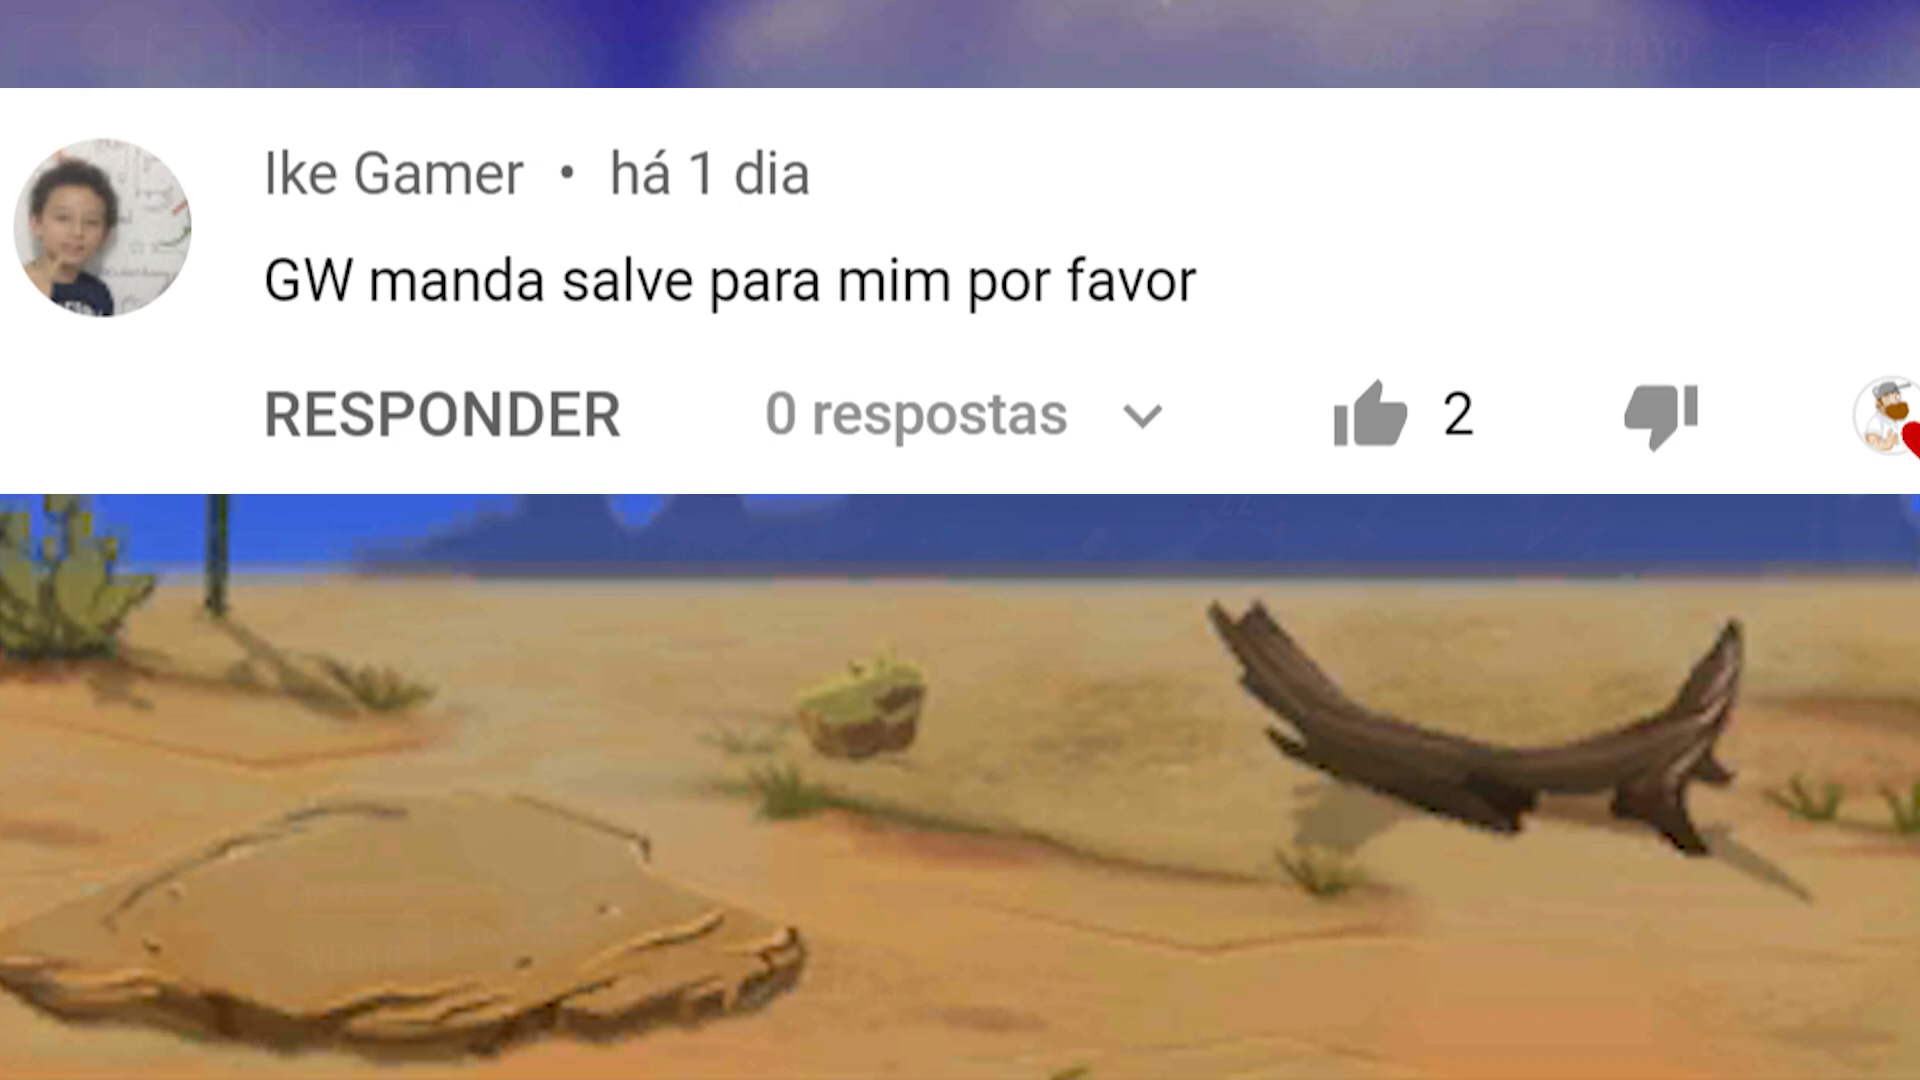 Ike Gamer • há 1 dia
GW manda salve para mim por favor
RESPONDER 0 respostas 2